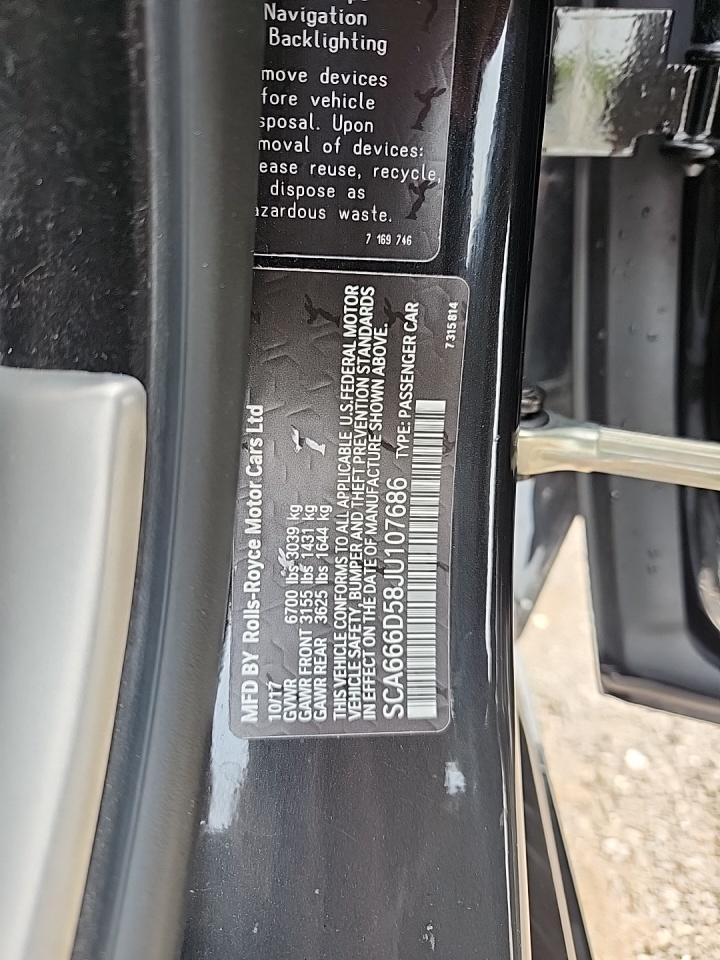 Navigation
Backlighting
move devices
fore vehicle
sposal. Upon
moval of devices:
ease reuse, recycle,
dispose as
azardous waste.
7 169 746
MFD BY Rolls-Royce Motor Cars Ltd
10/17
GVWR 6700 lbs 3039 kg
GAWR FRONT 3155 lbs 1431 kg
GAWR REAR 3625 lbs 1644 kg
THIS VEHICLE CONFORMS TO ALL APPLICABLE U.S.FEDERAL MOTOR
VEHICLE SAFETY, BUMPER AND THEFT PREVENTION STANDARDS
IN EFFECT ON THE DATE OF MANUFACTURE SHOWN ABOVE.
SCA666D58JU107686 TYPE: PASSENGER CAR
7315814